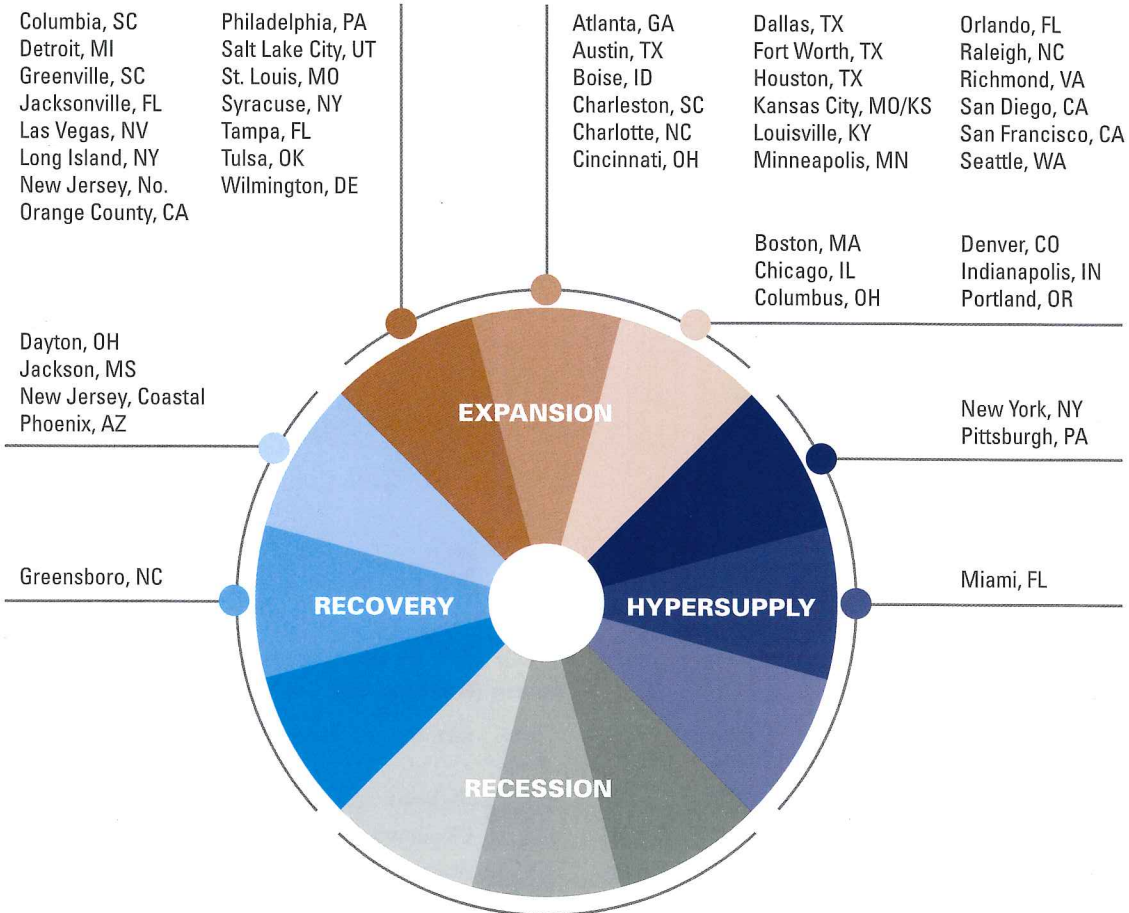 Columbia, SC
Detroit, MI
Greenville, SC
Jacksonville, FL
Las Vegas, NV
Long Island, NY
New Jersey, No.
Orange County, CA
Philadelphia, PA
Salt Lake City, UT
St. Louis, MO
Syracuse, NY
Tampa, FL
Tulsa, OK
Wilmington, DE
Atlanta, GA
Austin, TX
Boise, ID
Charleston, SC
Charlotte, NC
Cincinnati, OH
Dallas, TX
Fort Worth, TX
Houston, TX
Kansas City, MO/KS
Louisville, KY
Minneapolis, MN
Orlando, FL
Raleigh, NC
Richmond, VA
San Diego, CA
San Francisco, CA
Seattle, WA
Boston, MA
Chicago, IL
Columbus, OH
Denver, CO
Indianapolis, IN
Portland, OR
Dayton, OH
Jackson, MS
New Jersey, Coastal
Phoenix, AZ
New York, NY
Pittsburgh, PA
Greensboro, NC
Miami, FL
EXPANSION
RECOVERY
HYPERSUPPLY
RECESSION